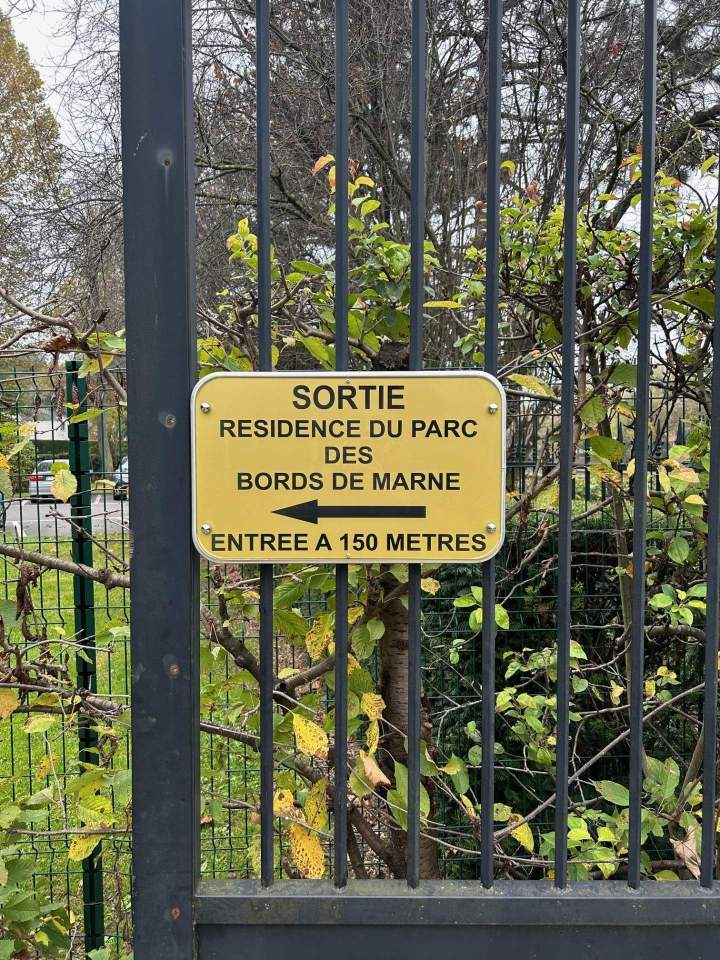 SORTIE
RESIDENCE DU PARC
DES
BORDS DE MARNE
ENTREE A 150 METRES